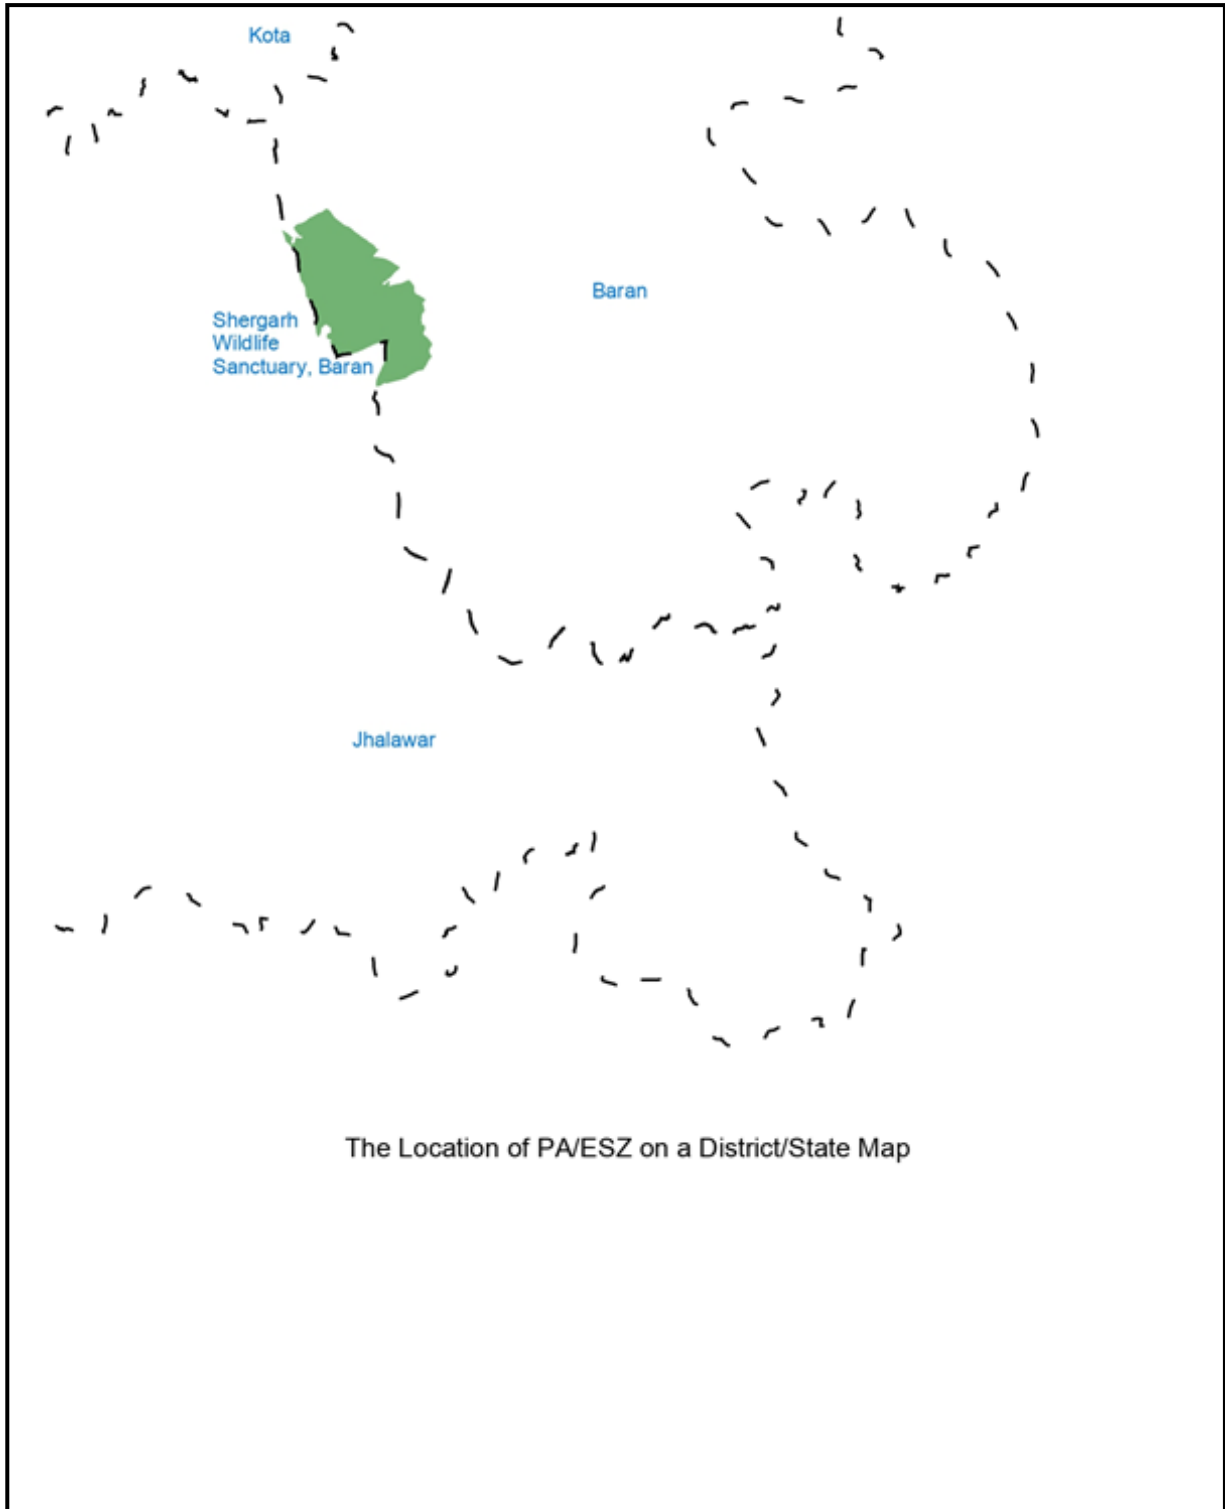 Kota
Baran
Shergarh
Wildlife
Sanctuary, Baran
Jhalawar
The Location of PA/ESZ on a District/State Map